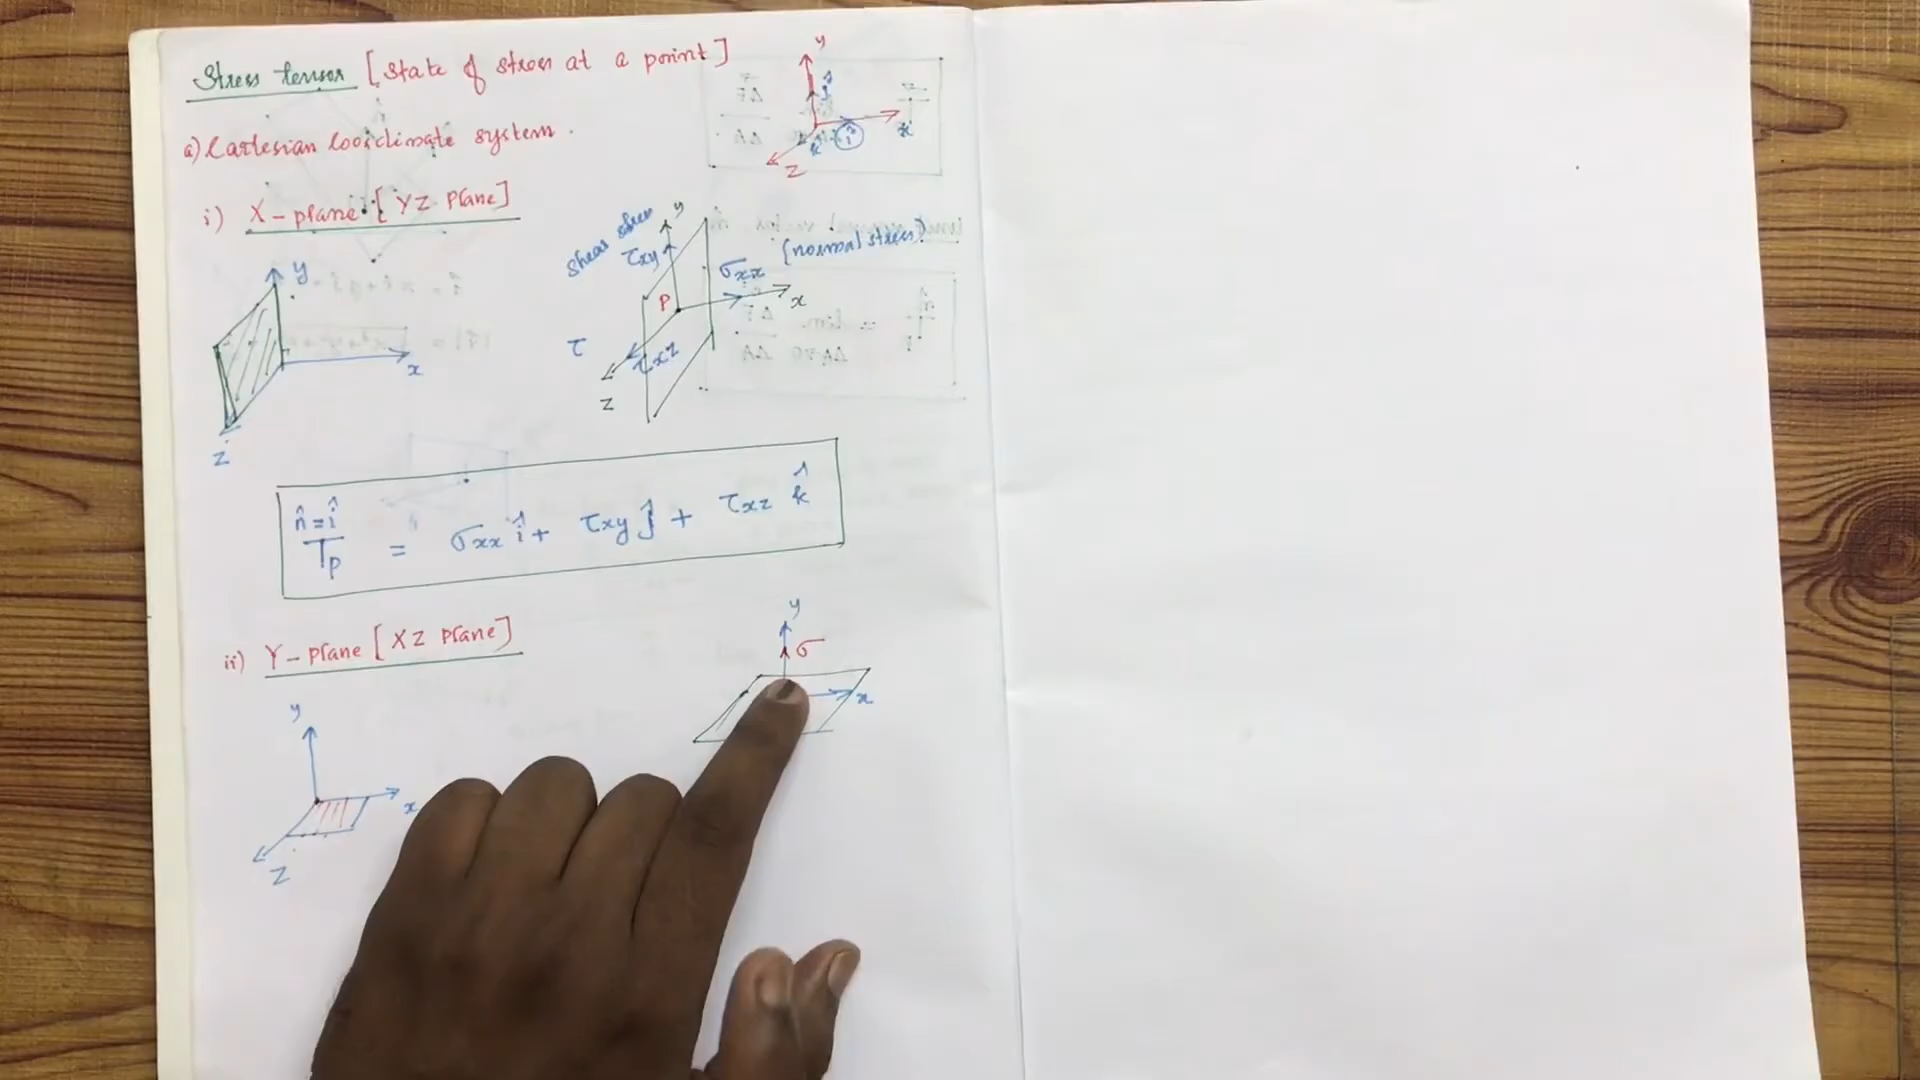 Stress tensor [state of stress at a point]
y
ĵ
î
x
k̂
z
a) Cartesian Coordinate system.
i) X-plane [YZ Plane]
y
x
z
shear stress
τxy
y
P
σxx
(normal stress)
x
τ
τxz
z
n̂=î
Tp = σxx î + τxy ĵ + τxz k̂
ii) Y-plane [XZ plane]
y
σ
x
y
x
z